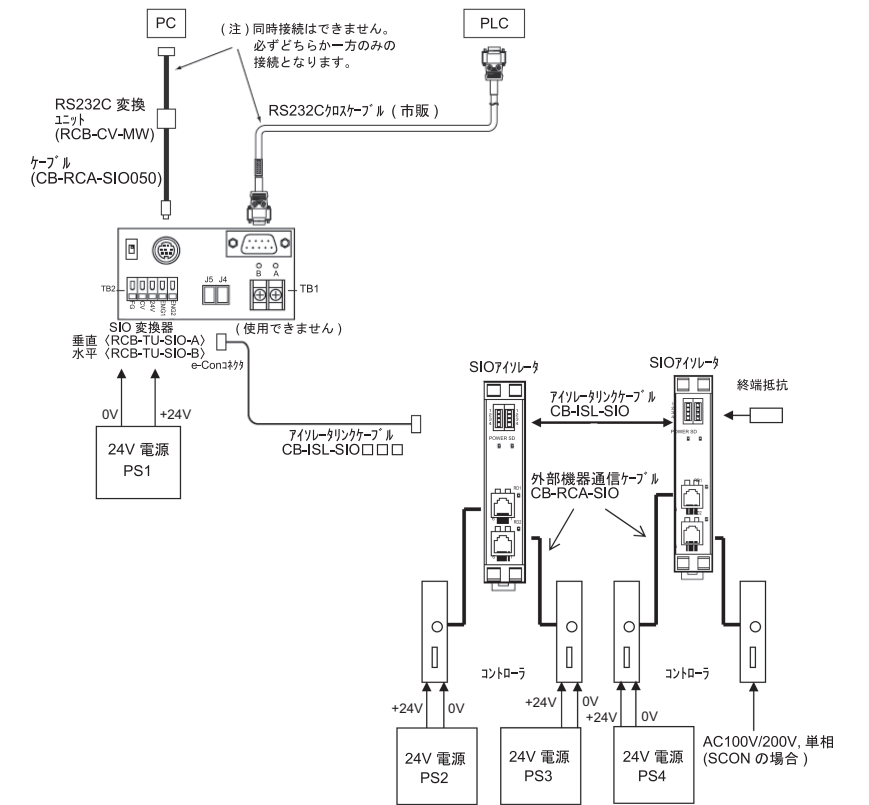 PC
(注)同時接続はできません。
必ずどちらか一方のみの
接続となります。
PLC
RS232C 変換
ﾕﾆｯﾄ
(RCB-CV-MW)
RS232Cｸﾛｽｹｰﾌﾞﾙ (市販)
ｹｰﾌﾞﾙ
(CB-RCA-SIO050)
B A
J5 J4
TB2
TB1
FG
0V
24V
EMG1
EMG2
SIO 変換器
垂直〈RCB-TU-SIO-A〉
水平〈RCB-TU-SIO-B〉
(使用できません)
e-Conｺﾈｸﾀ
0V
+24V
24V 電源
PS1
ｱｲｿﾚｰﾀﾘﾝｸｹｰﾌﾞﾙ
CB-ISL-SIO□□□
SIOｱｲｿﾚｰﾀ
SIOｱｲｿﾚｰﾀ
ｱｲｿﾚｰﾀﾘﾝｸｹｰﾌﾞﾙ
CB-ISL-SIO
終端抵抗
POWER SD
POWER SD
外部機器通信ｹｰﾌﾞﾙ
CB-RCA-SIO
RD1
RD2
ｺﾝﾄﾛｰﾗ
ｺﾝﾄﾛｰﾗ
+24V
0V
+24V
0V
+24V
0V
24V 電源
PS2
24V 電源
PS3
24V 電源
PS4
AC100V/200V, 単相
(SCON の場合)